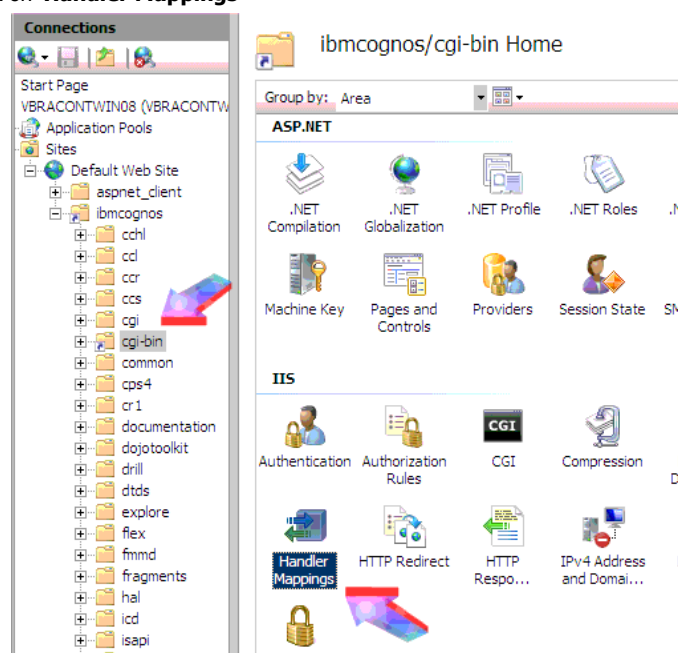 on Handler Mappings
Connections
Start Page
VBRACONTWIN08 (VBRACONTW
Application Pools
Sites
Default Web Site
aspnet_client
ibmcognos
cchl
ccl
ccr
ccs
cgi
cgi-bin
common
cps4
cr1
documentation
dojotoolkit
drill
dtds
explore
flex
fmmd
fragments
hal
icd
isapi
ibmcognos/cgi-bin Home
Group by: Area
ASP.NET
.NET Compilation
.NET Globalization
.NET Profile
.NET Roles
Machine Key
Pages and Controls
Providers
Session State
SM
IIS
Authentication
Authorization Rules
CGI
CGI
Compression
D
Handler Mappings
HTTP Redirect
HTTP Respo...
IPv4 Address and Domai...